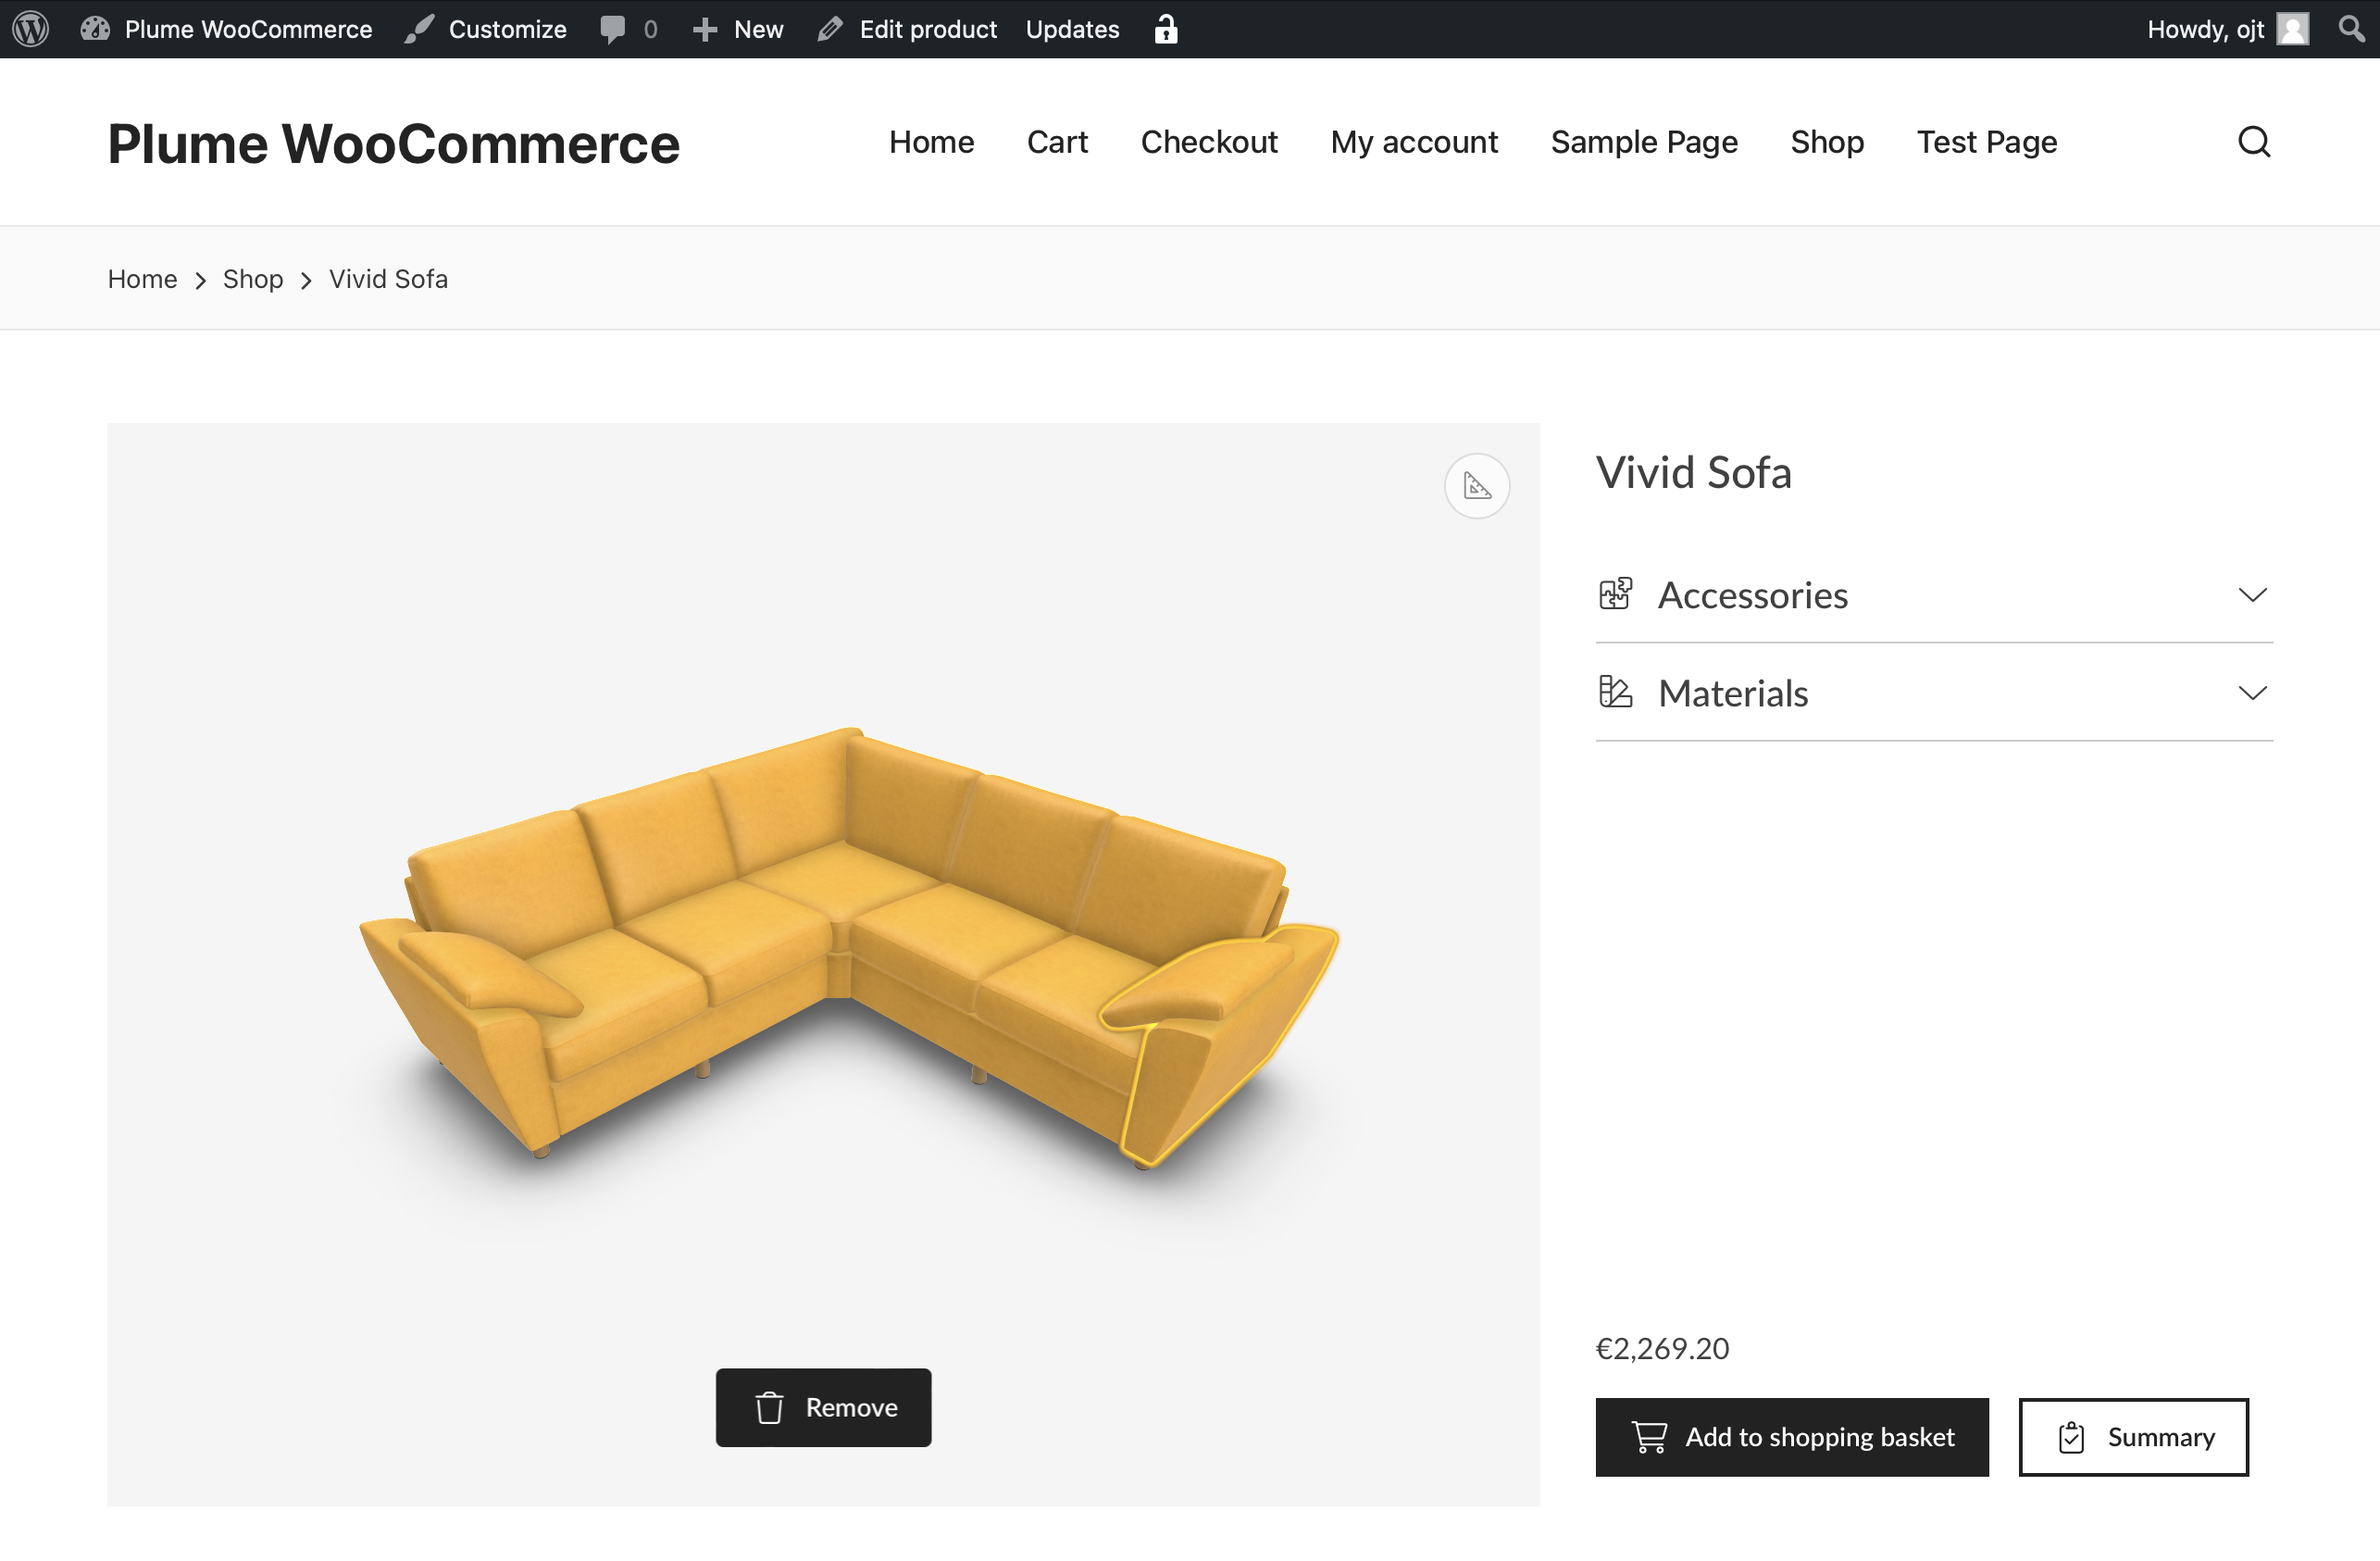 Plume WooCommerce Customize 0 New Edit product Updates Howdy, ojt
Plume WooCommerce Home Cart Checkout My account Sample Page Shop Test Page
Home Shop Vivid Sofa
Vivid Sofa
Accessories
Materials
€2,269.20
Remove
Add to shopping basket Summary